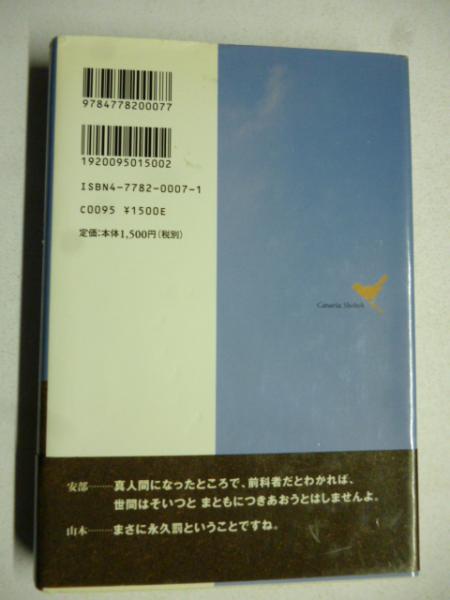 9784778200077
1920095015002
ISBN4-7782-0007-1
C0095 ¥1500E
定価:本体1,500円(税別)
Canaria Shoboh
安部………真人間になったところで、前科者だとわかれば、
世間はそいつと まともにつきあおうとはしませんよ。
山本………まさに永久罰ということですね。